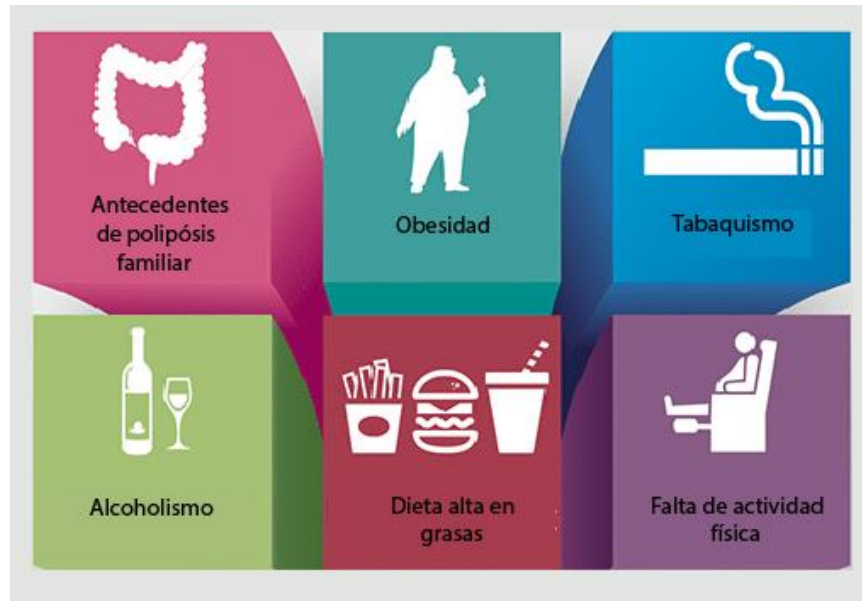 Antecedentes
de polipósis
familiar
Obesidad
Tabaquismo
Alcoholismo
Dieta alta en
grasas
Falta de actividad
física